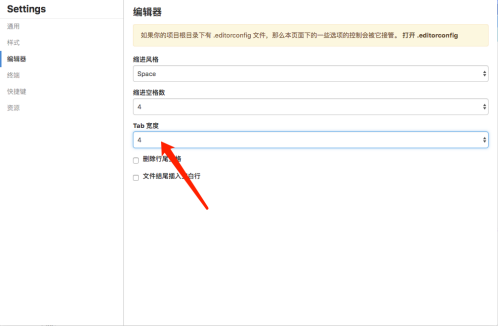 Settings
通用
样式
编辑器
终端
快捷键
资源
编辑器
如果你的项目根目录下有 .editorconfig 文件，那么本页面下的一些选项的控制会被它接管。 打开 .editorconfig
缩进风格
Space
缩进空格数
4
Tab 宽度
4
删除行尾空格
文件结尾插入空白行